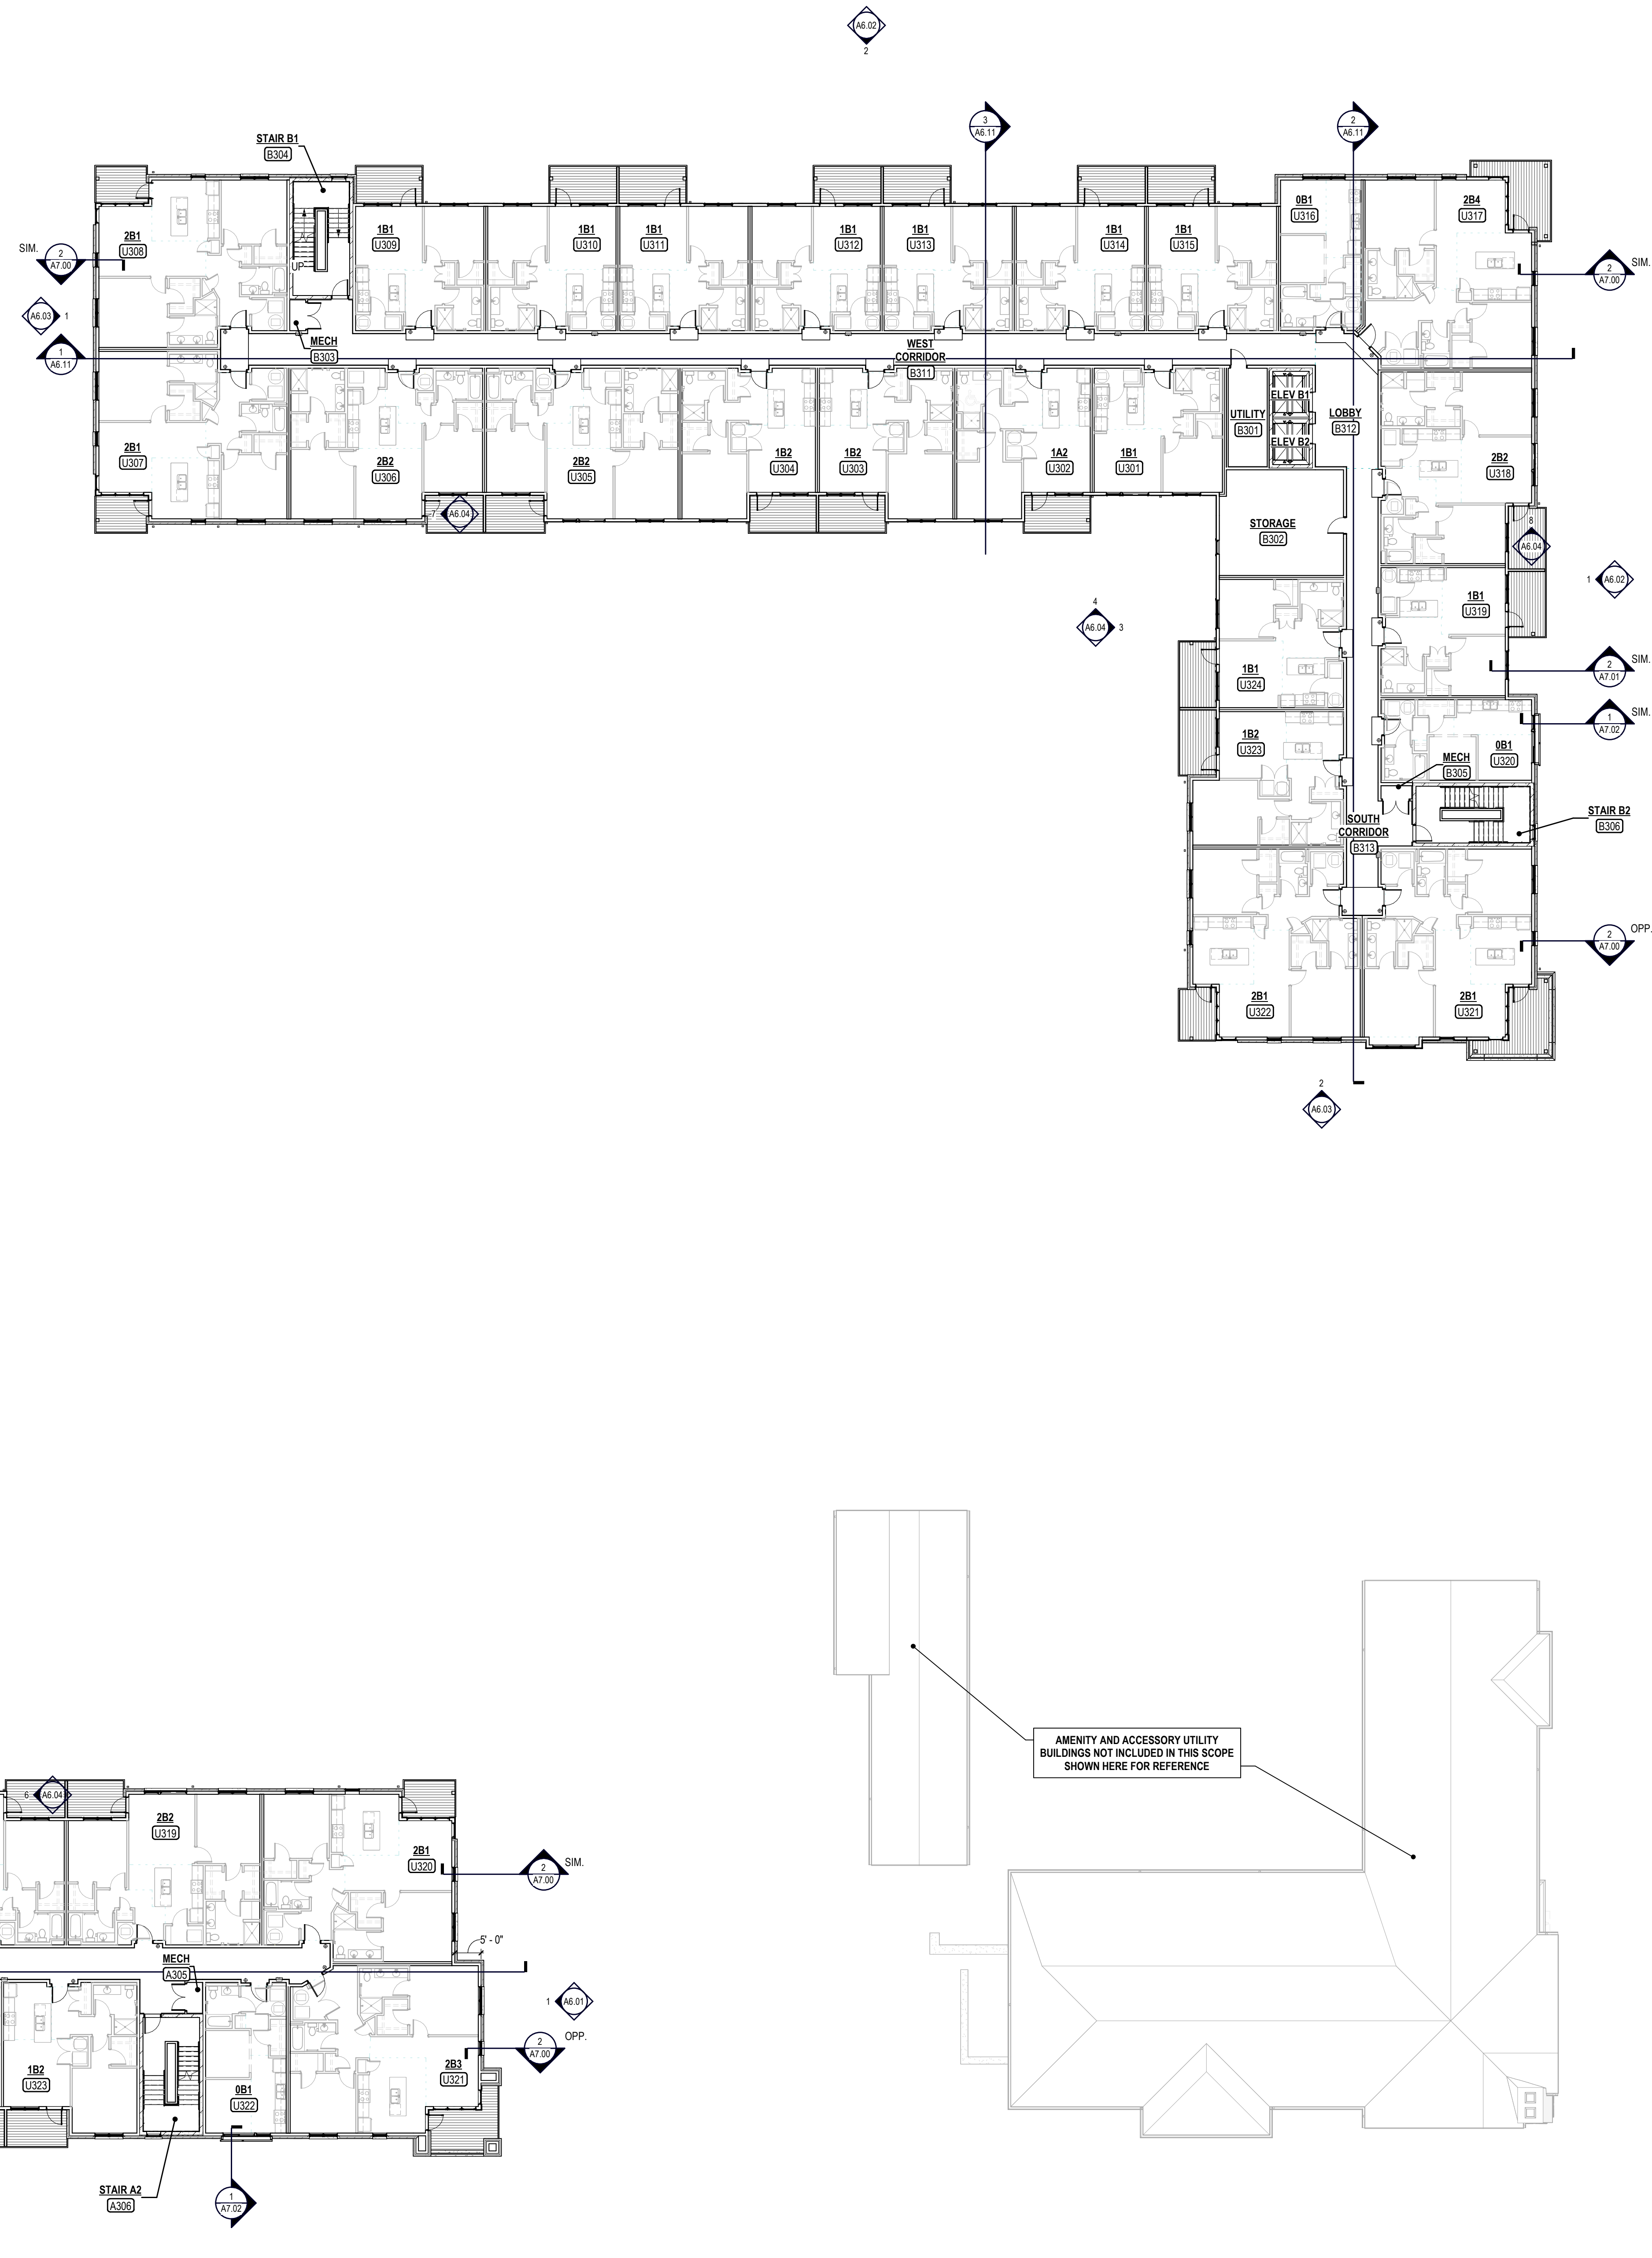 A6.02
2
3
A6.11
2
A6.11
STAIR B1
B304
2B1
U308
SIM.
2
A7.00
UP
1B1
U309
1B1
U310
1B1
U311
1B1
U312
1B1
U313
1B1
U314
1B1
U315
0B1
U316
2B4
U317
2
A7.00
SIM.
A6.03
1
1
A6.11
MECH
B303
WEST
CORRIDOR
B311
2B1
U307
2B2
U306
2B2
U305
1B2
U304
1B2
U303
1A2
U302
1B1
U301
UTILITY
B301
ELEV B1
ELEV B2
LOBBY
B312
2B2
U318
7
A6.04
STORAGE
B302
8
A6.04
1
A6.02
1B1
U319
4
A6.04
3
1B1
U324
2
A7.01
SIM.
1B2
U323
1
A7.02
SIM.
0B1
U320
MECH
B305
STAIR B2
B306
SOUTH
CORRIDOR
B313
2
A7.00
OPP.
2B1
U322
2B1
U321
2
A6.03
AMENITY AND ACCESSORY UTILITY
BUILDINGS NOT INCLUDED IN THIS SCOPE
SHOWN HERE FOR REFERENCE
6
A6.04
2B2
U319
2B1
U320
2
A7.00
SIM.
5' - 0"
MECH
A305
1
A6.01
2
A7.00
OPP.
1B2
U323
0B1
U322
2B3
U321
STAIR A2
A306
1
A7.02